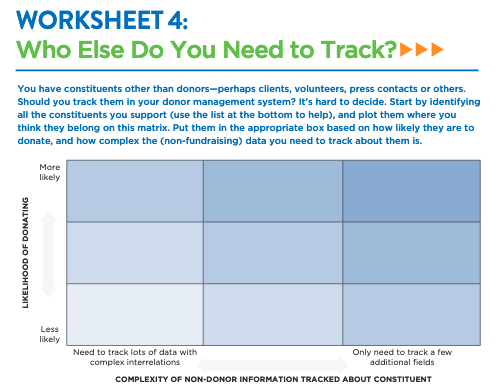 WORKSHEET 4:
Who Else Do You Need to Track?
You have constituents other than donors—perhaps clients, volunteers, press contacts or others.
Should you track them in your donor management system? It's hard to decide. Start by identifying
all the constituents you support (use the list at the bottom to help), and plot them where you
think they belong on this matrix. Put them in the appropriate box based on how likely they are to
donate, and how complex the (non-fundraising) data you need to track about them is.
More
likely
LIKELIHOOD OF DONATING
Less
likely
Need to track lots of data with
complex interrelations
Only need to track a few
additional fields
COMPLEXITY OF NON-DONOR INFORMATION TRACKED ABOUT CONSTITUENT